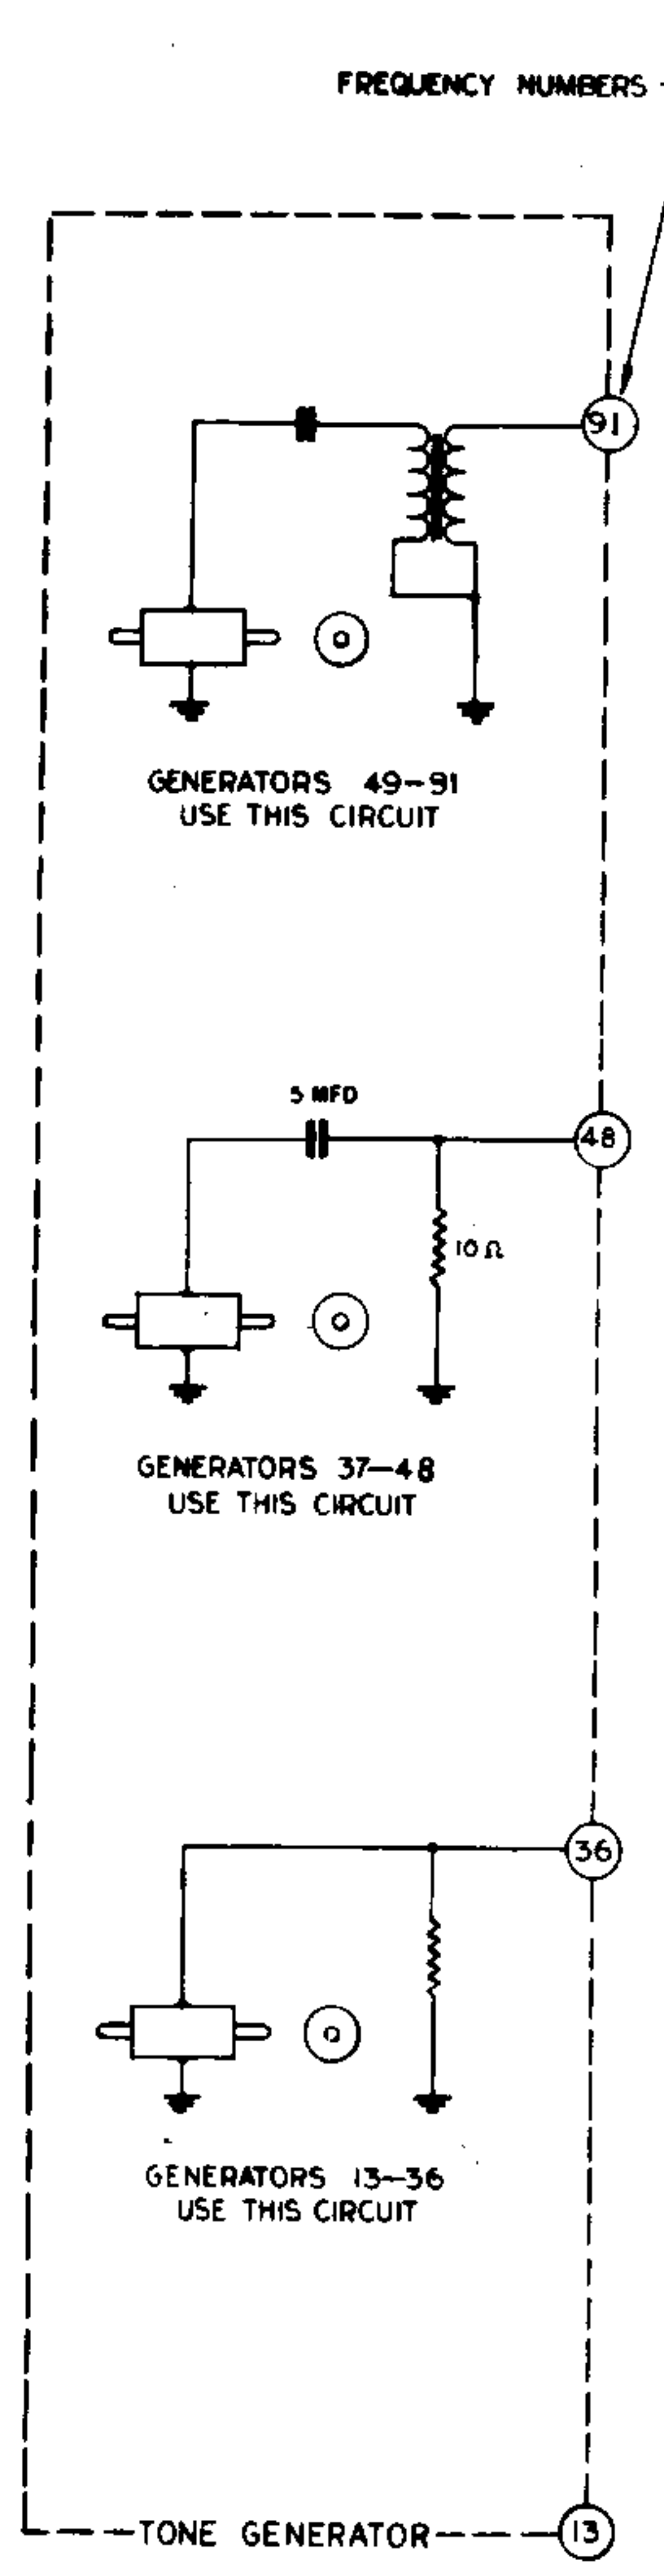 FREQUENCY NUMBERS
91
GENERATORS 49-91
USE THIS CIRCUIT
5 MFD
48
10 Ω
GENERATORS 37-48
USE THIS CIRCUIT
36
GENERATORS 13-36
USE THIS CIRCUIT
TONE GENERATOR
13